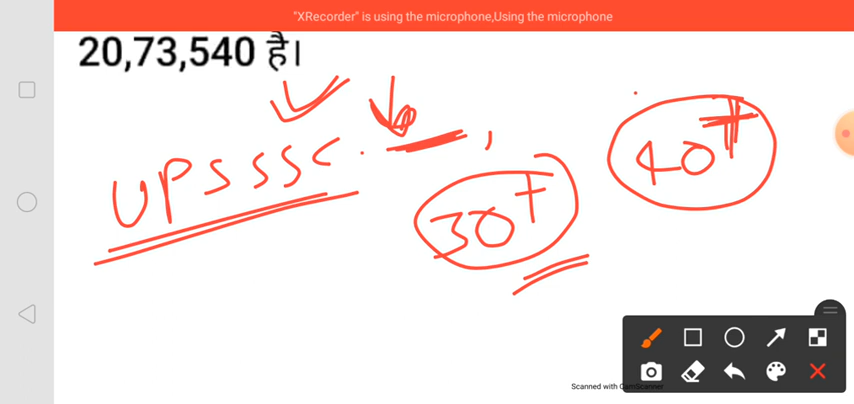 "XRecorder" is using the microphone,Using the microphone
20,73,540 है।
UPSSSC. ,
30+
40+
Scanned with CamScanner